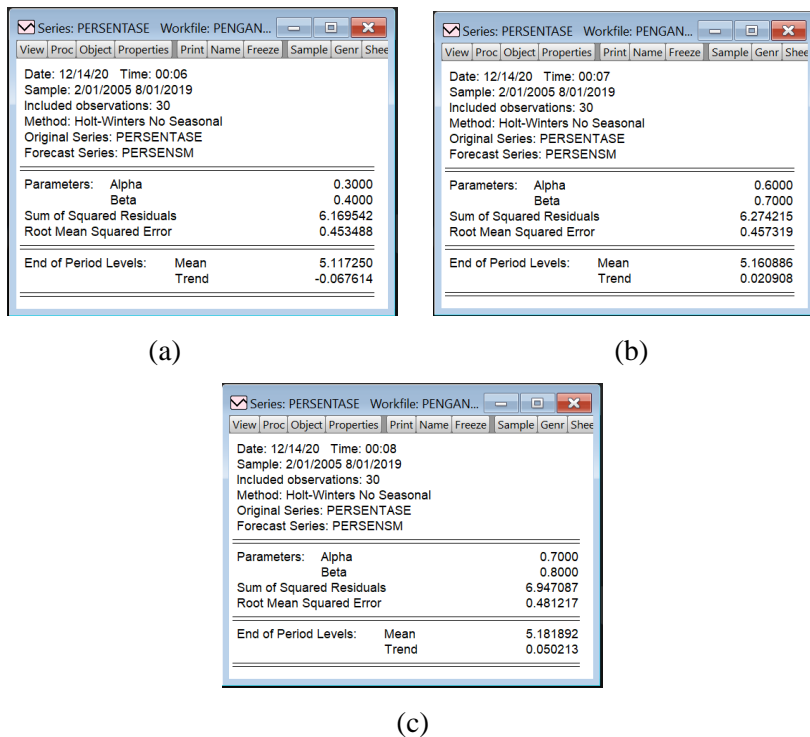 Series: PERSENTASE Workfile: PENGAN...
View Proc Object Properties Print Name Freeze Sample Genr Shee
Date: 12/14/20 Time: 00:06
Sample: 2/01/2005 8/01/2019
Included observations: 30
Method: Holt-Winters No Seasonal
Original Series: PERSENTASE
Forecast Series: PERSENSM
Parameters: Alpha 0.3000
Beta 0.4000
Sum of Squared Residuals 6.169542
Root Mean Squared Error 0.453488
End of Period Levels: Mean 5.117250
Trend -0.067614
(a)
Series: PERSENTASE Workfile: PENGAN...
View Proc Object Properties Print Name Freeze Sample Genr Shee
Date: 12/14/20 Time: 00:07
Sample: 2/01/2005 8/01/2019
Included observations: 30
Method: Holt-Winters No Seasonal
Original Series: PERSENTASE
Forecast Series: PERSENSM
Parameters: Alpha 0.6000
Beta 0.7000
Sum of Squared Residuals 6.274215
Root Mean Squared Error 0.457319
End of Period Levels: Mean 5.160886
Trend 0.020908
(b)
Series: PERSENTASE Workfile: PENGAN...
View Proc Object Properties Print Name Freeze Sample Genr Shee
Date: 12/14/20 Time: 00:08
Sample: 2/01/2005 8/01/2019
Included observations: 30
Method: Holt-Winters No Seasonal
Original Series: PERSENTASE
Forecast Series: PERSENSM
Parameters: Alpha 0.7000
Beta 0.8000
Sum of Squared Residuals 6.947087
Root Mean Squared Error 0.481217
End of Period Levels: Mean 5.181892
Trend 0.050213
(c)